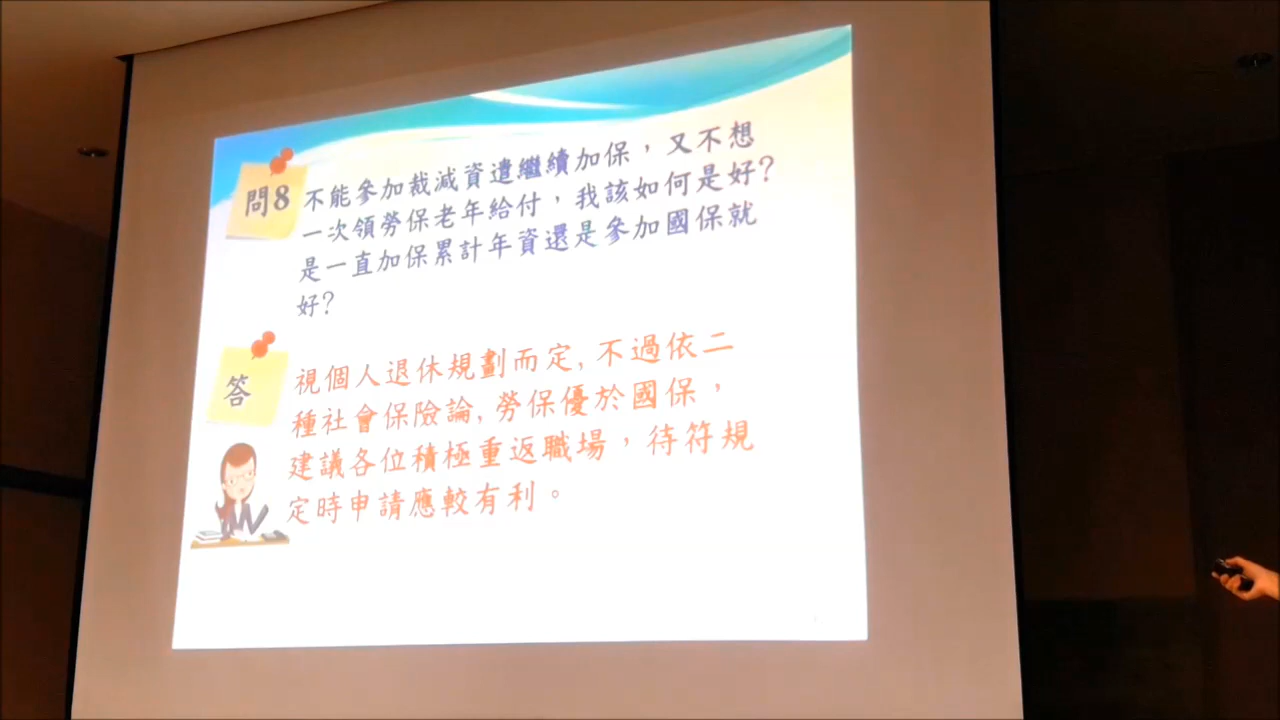 問8 不能參加裁減資遣繼續加保，又不想
一次領勞保老年給付，我該如何是好?
是一直加保累計年資還是參加國保就
好?
答 視個人退休規劃而定,不過依二
種社會保險論,勞保優於國保，
建議各位積極重返職場，待符規
定時申請應較有利。